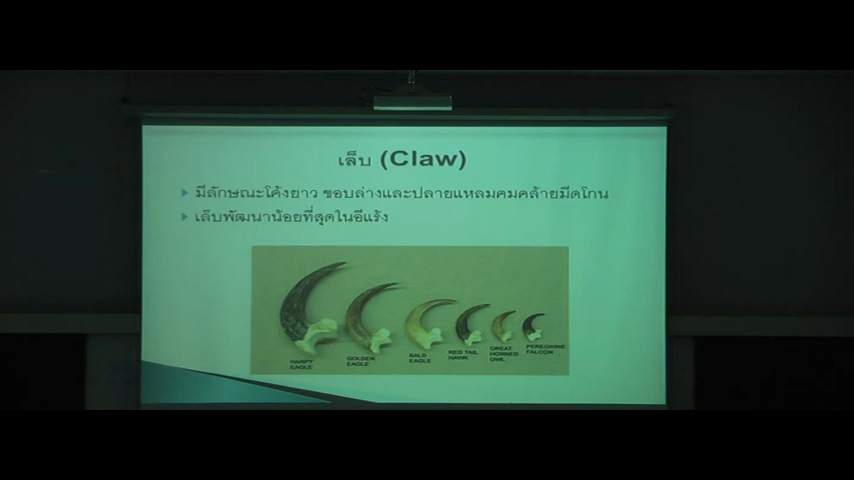 เล็บ (Claw)
มีลักษณะโค้งยาว ขอบล่างและปลายแหลมคมคล้ายมีดโกน
เล็บพัฒนาน้อยที่สุดในอีแร้ง
HARPY
EAGLE
GOLDEN
EAGLE
BALD
EAGLE
RED TAIL
HAWK
GREAT
HORNED
OWL
PEREGRINE
FALCON